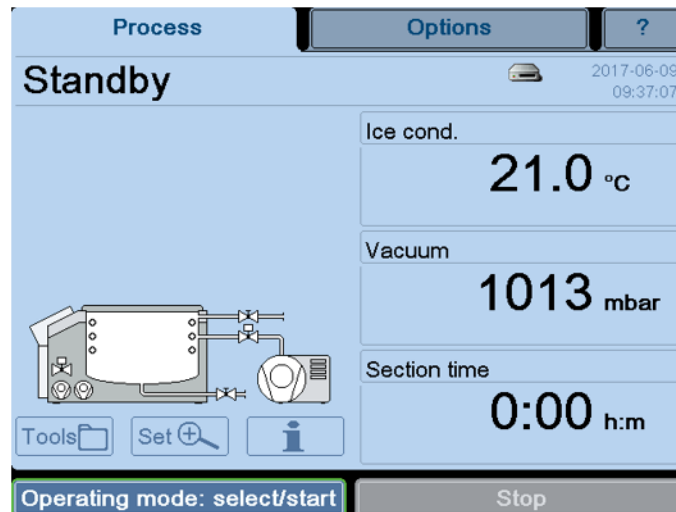 Process
Options
?
Standby
2017-06-09
09:37:07
Ice cond.
21.0 °C
Vacuum
1013 mbar
Section time
0:00 h:m
Tools
Set
i
Operating mode: select/start
Stop